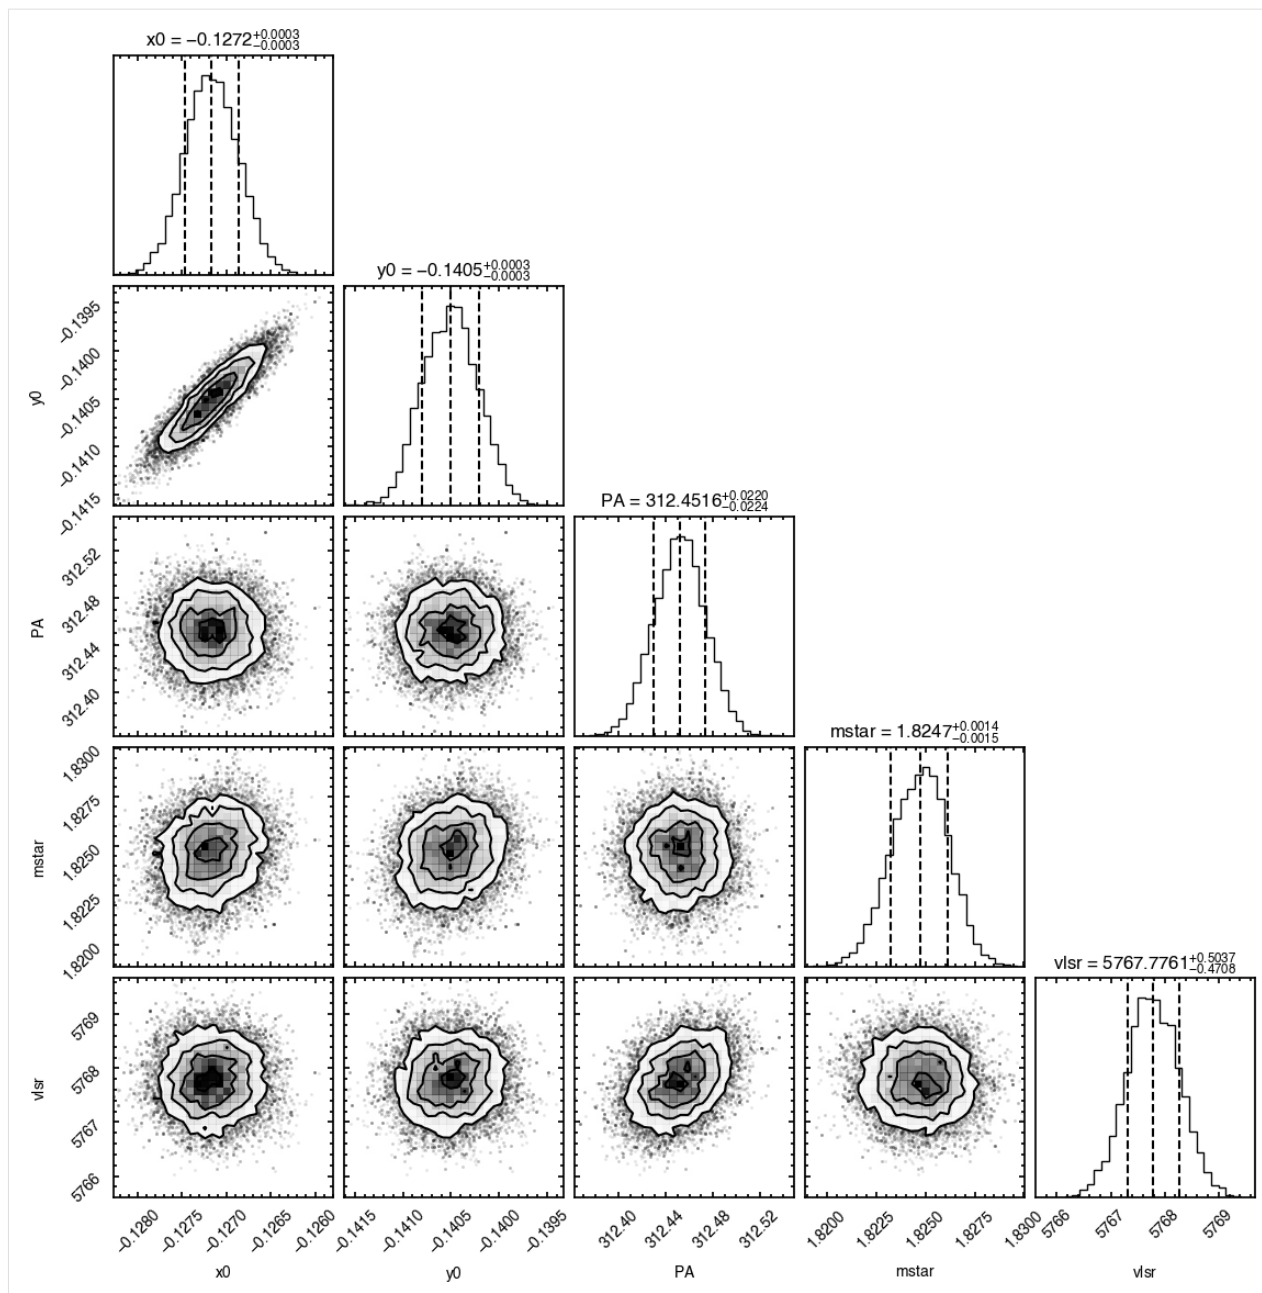 x0 = −0.1272+0.0003−0.0003
y0 = −0.1405+0.0003−0.0003
−0.1395
−0.1400
−0.1405
−0.1410
−0.1415
y0
PA = 312.4516+0.0220−0.0224
312.52
312.48
312.44
312.40
PA
mstar = 1.8247+0.0014−0.0015
1.8300
1.8275
1.8250
1.8225
1.8200
mstar
vlsr = 5767.7761+0.5037−0.4708
5769
5768
5767
5766
vlsr
−0.1280 −0.1275 −0.1270 −0.1265 −0.1260 −0.1415 −0.1410 −0.1405 −0.1400 −0.1395 312.40 312.44 312.48 312.52 1.8200 1.8225 1.8250 1.8275 1.8300 5766 5767 5768 5769
x0 y0 PA mstar vlsr